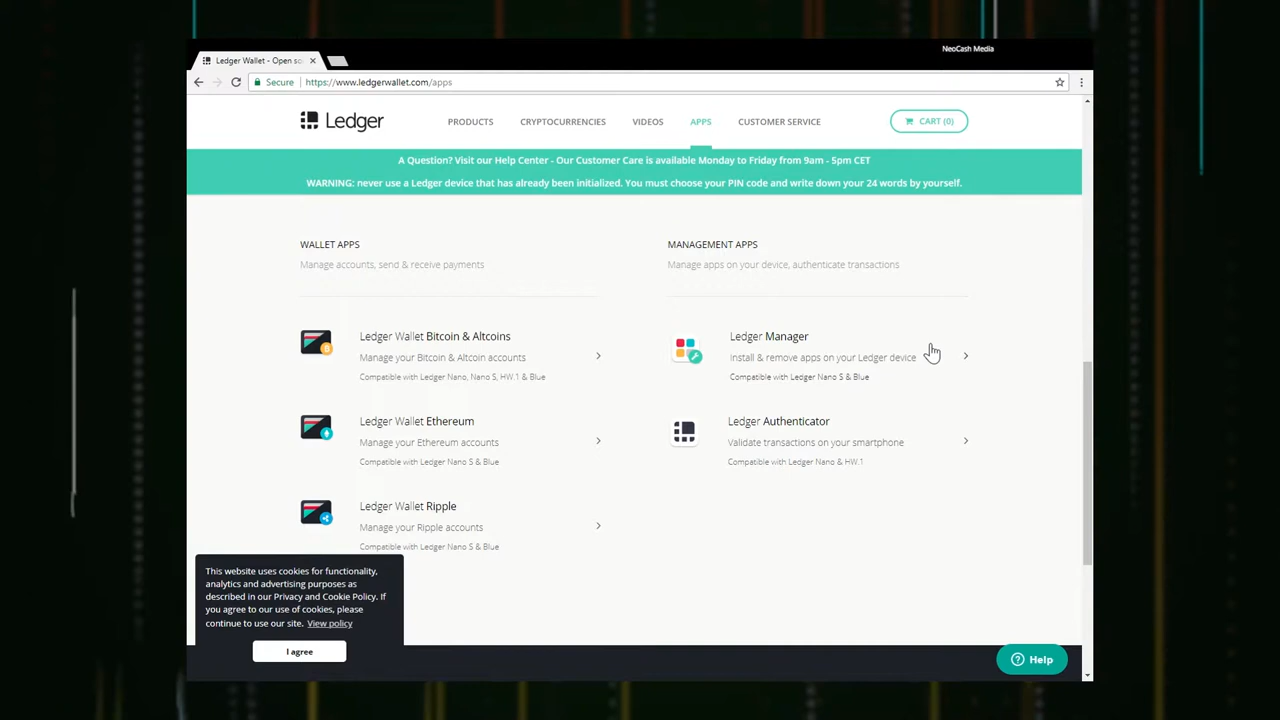 NeoCash Media
Ledger Wallet - Open so
Secure
https://www.ledgerwallet.com/apps
Ledger
PRODUCTS
CRYPTOCURRENCIES
VIDEOS
APPS
CUSTOMER SERVICE
CART (0)
A Question? Visit our Help Center - Our Customer Care is available Monday to Friday from 9am - 5pm CET
WARNING: never use a Ledger device that has already been initialized. You must choose your PIN code and write down your 24 words by yourself.
WALLET APPS
Manage accounts, send & receive payments
Ledger Wallet Bitcoin & Altcoins
Manage your Bitcoin & Altcoin accounts
Compatible with Ledger Nano, Nano S, HW.1 & Blue
Ledger Wallet Ethereum
Manage your Ethereum accounts
Compatible with Ledger Nano S & Blue
Ledger Wallet Ripple
Manage your Ripple accounts
Compatible with Ledger Nano S & Blue
MANAGEMENT APPS
Manage apps on your device, authenticate transactions
Ledger Manager
Install & remove apps on your Ledger device
Compatible with Ledger Nano S & Blue
Ledger Authenticator
Validate transactions on your smartphone
Compatible with Ledger Nano & HW.1
This website uses cookies for functionality,
analytics and advertising purposes as
described in our Privacy and Cookie Policy. If
you agree to our use of cookies, please
continue to use our site. View policy
I agree
Help